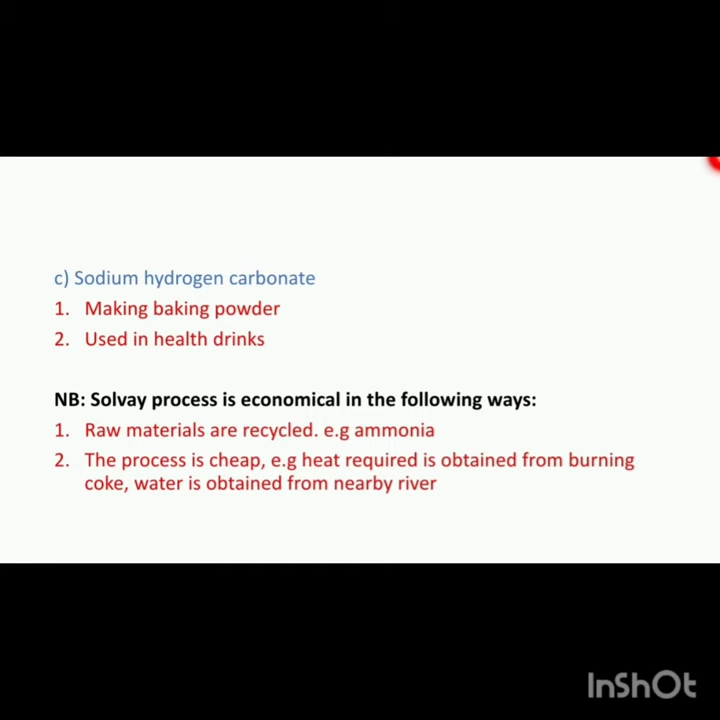 c) Sodium hydrogen carbonate
1. Making baking powder
2. Used in health drinks
NB: Solvay process is economical in the following ways:
1. Raw materials are recycled. e.g ammonia
2. The process is cheap, e.g heat required is obtained from burning
coke, water is obtained from nearby river
InShOt